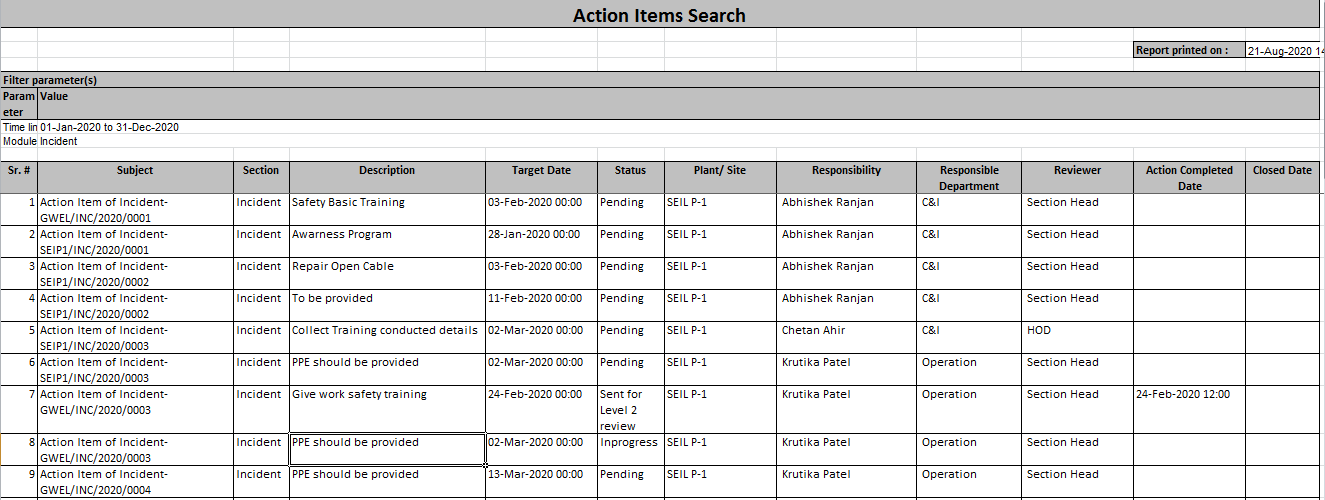 Action Items Search
Report printed on : 21-Aug-2020 14
Filter parameter(s)
Param Value
eter
Time lin 01-Jan-2020 to 31-Dec-2020
Module Incident
Sr. # Subject Section Description Target Date Status Plant/ Site Responsibility Responsible Reviewer Action Completed Closed Date
Department Date
1 Action Item of Incident- Incident Safety Basic Training 03-Feb-2020 00:00 Pending SEIL P-1 Abhishek Ranjan C&I Section Head
GWEL/INC/2020/0001
2 Action Item of Incident- Incident Awarness Program 28-Jan-2020 00:00 Pending SEIL P-1 Abhishek Ranjan C&I Section Head
SEIP1/INC/2020/0001
3 Action Item of Incident- Incident Repair Open Cable 03-Feb-2020 00:00 Pending SEIL P-1 Abhishek Ranjan C&I Section Head
SEIP1/INC/2020/0002
4 Action Item of Incident- Incident To be provided 11-Feb-2020 00:00 Pending SEIL P-1 Abhishek Ranjan C&I Section Head
SEIP1/INC/2020/0002
5 Action Item of Incident- Incident Collect Training conducted details 02-Mar-2020 00:00 Pending SEIL P-1 Chetan Ahir C&I HOD
SEIP1/INC/2020/0003
6 Action Item of Incident- Incident PPE should be provided 02-Mar-2020 00:00 Pending SEIL P-1 Krutika Patel Operation Section Head
SEIP1/INC/2020/0003
7 Action Item of Incident- Incident Give work safety training 24-Feb-2020 00:00 Sent for SEIL P-1 Krutika Patel Operation Section Head 24-Feb-2020 12:00
GWEL/INC/2020/0003 Level 2
review
8 Action Item of Incident- Incident PPE should be provided 02-Mar-2020 00:00 Inprogress SEIL P-1 Krutika Patel Operation Section Head
GWEL/INC/2020/0003
9 Action Item of Incident- Incident PPE should be provided 13-Mar-2020 00:00 Pending SEIL P-1 Krutika Patel Operation Section Head
GWEL/INC/2020/0004